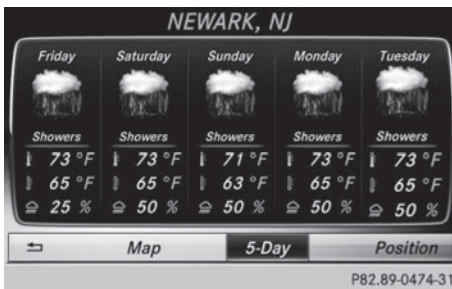 NEWARK, NJ
Friday Saturday Sunday Monday Tuesday
Showers Showers Showers Showers Showers
73 °F 73 °F 71 °F 73 °F 73 °F
65 °F 65 °F 63 °F 65 °F 65 °F
25 % 50 % 50 % 50 % 50 %
Map 5-Day Position
P82.89-0474-31